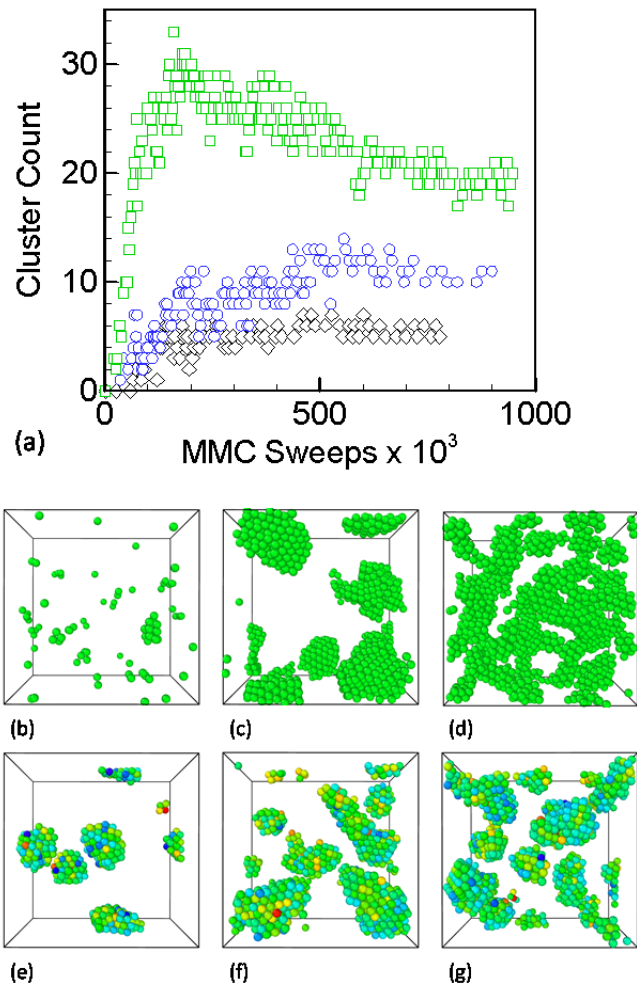 30
20
10
0
Cluster Count
0
500
1000
MMC Sweeps x 10³
(a)
(b)
(c)
(d)
(e)
(f)
(g)